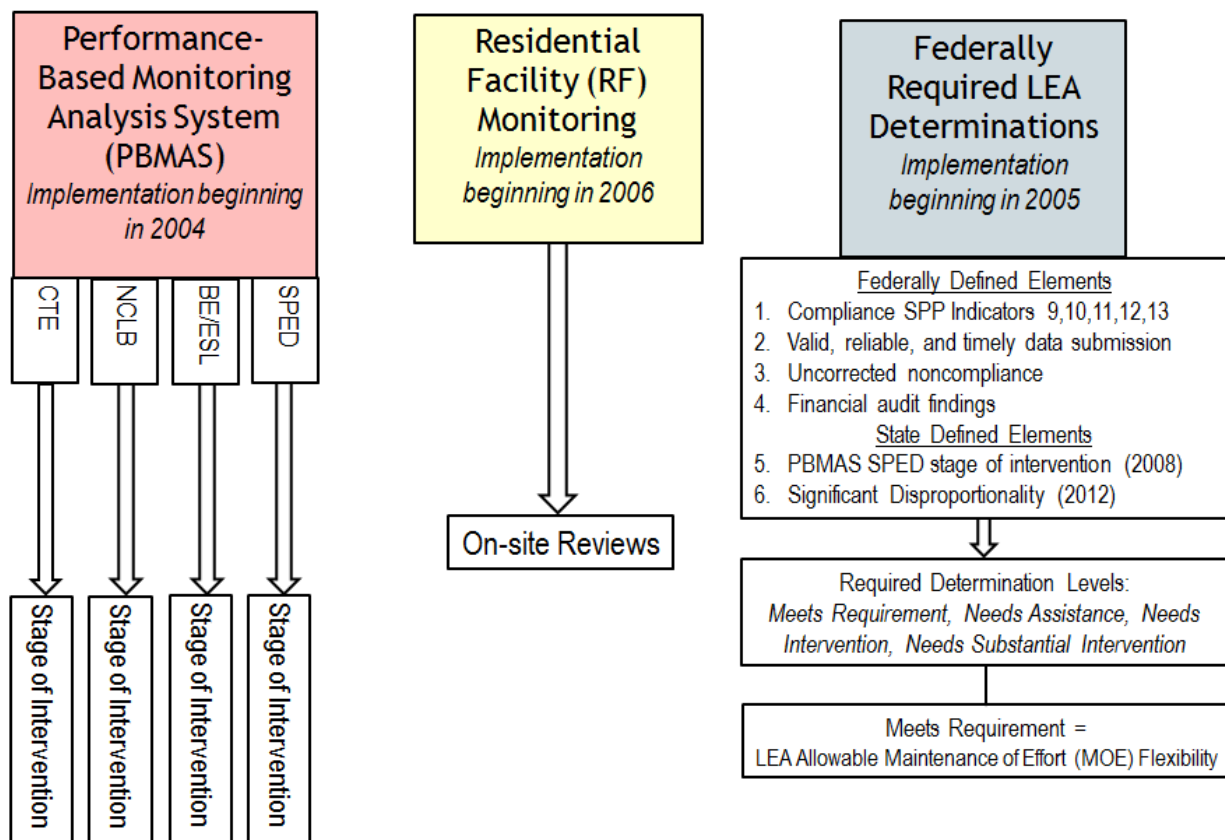 Performance-
Based Monitoring
Analysis System
(PBMAS)
Implementation beginning
in 2004
CTE
NCLB
BE/ESL
SPED
Stage of Intervention
Stage of Intervention
Stage of Intervention
Stage of Intervention
Residential
Facility (RF)
Monitoring
Implementation
beginning in 2006
On-site Reviews
Federally
Required LEA
Determinations
Implementation
beginning in 2005
Federally Defined Elements
1. Compliance SPP Indicators 9,10,11,12,13
2. Valid, reliable, and timely data submission
3. Uncorrected noncompliance
4. Financial audit findings
State Defined Elements
5. PBMAS SPED stage of intervention (2008)
6. Significant Disproportionality (2012)
Required Determination Levels:
Meets Requirement, Needs Assistance, Needs
Intervention, Needs Substantial Intervention
Meets Requirement =
LEA Allowable Maintenance of Effort (MOE) Flexibility